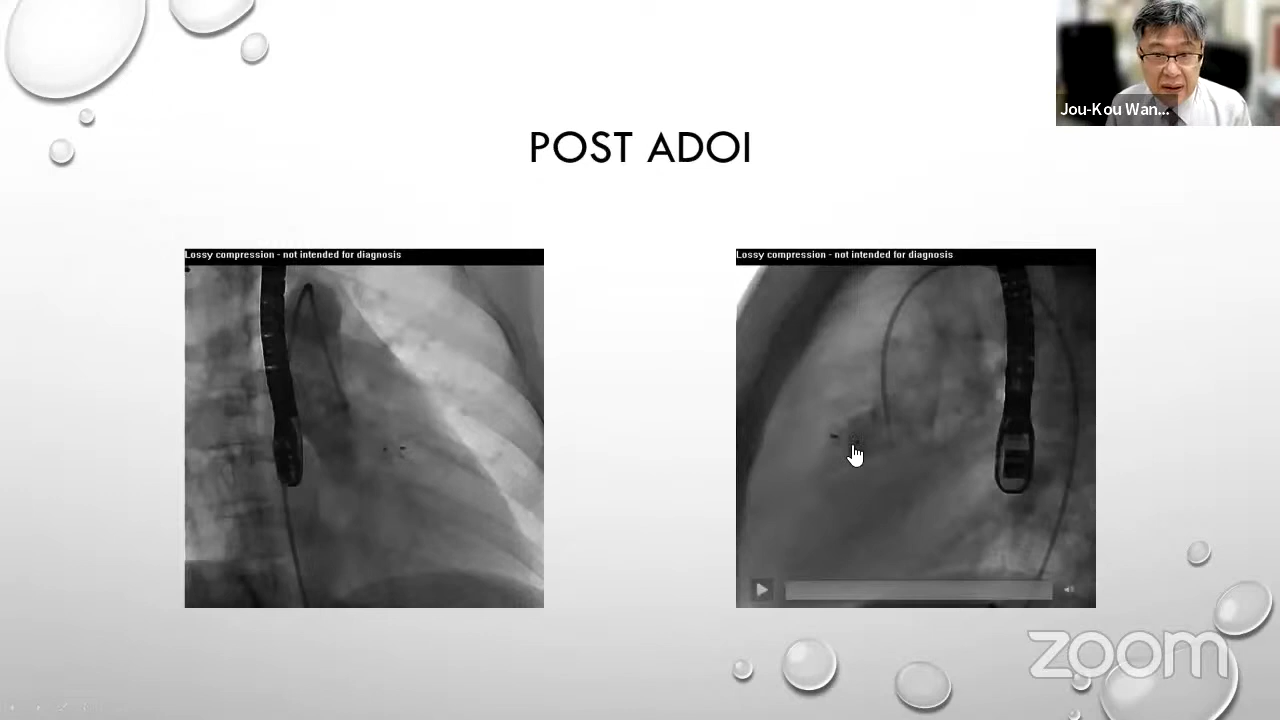 Jou-Kou Wan...
POST ADOI
Lossy compression - not intended for diagnosis
Lossy compression - not intended for diagnosis
zoom